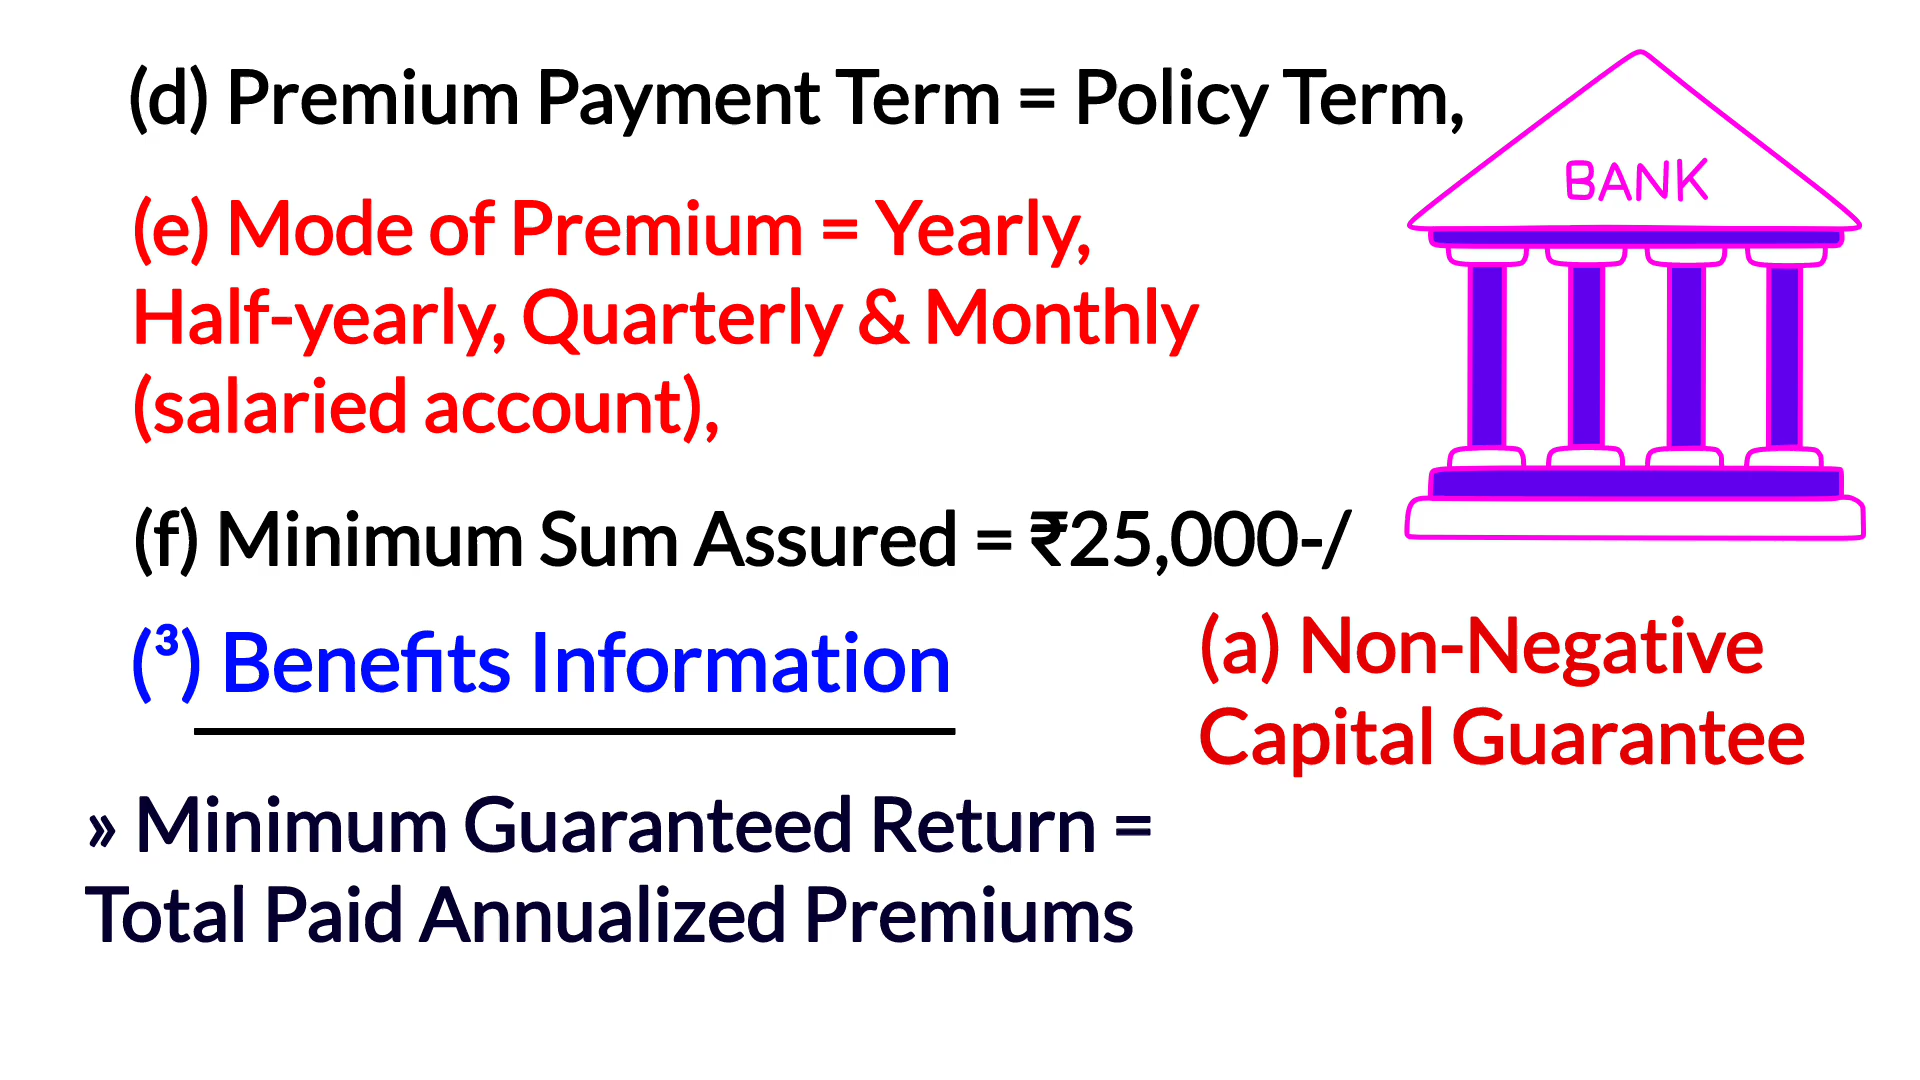 (d) Premium Payment Term = Policy Term,
BANK
(e) Mode of Premium = Yearly,
Half-yearly, Quarterly & Monthly
(salaried account),
(f) Minimum Sum Assured = ₹25,000-/
(³) Benefits Information
(a) Non-Negative
Capital Guarantee
» Minimum Guaranteed Return =
Total Paid Annualized Premiums